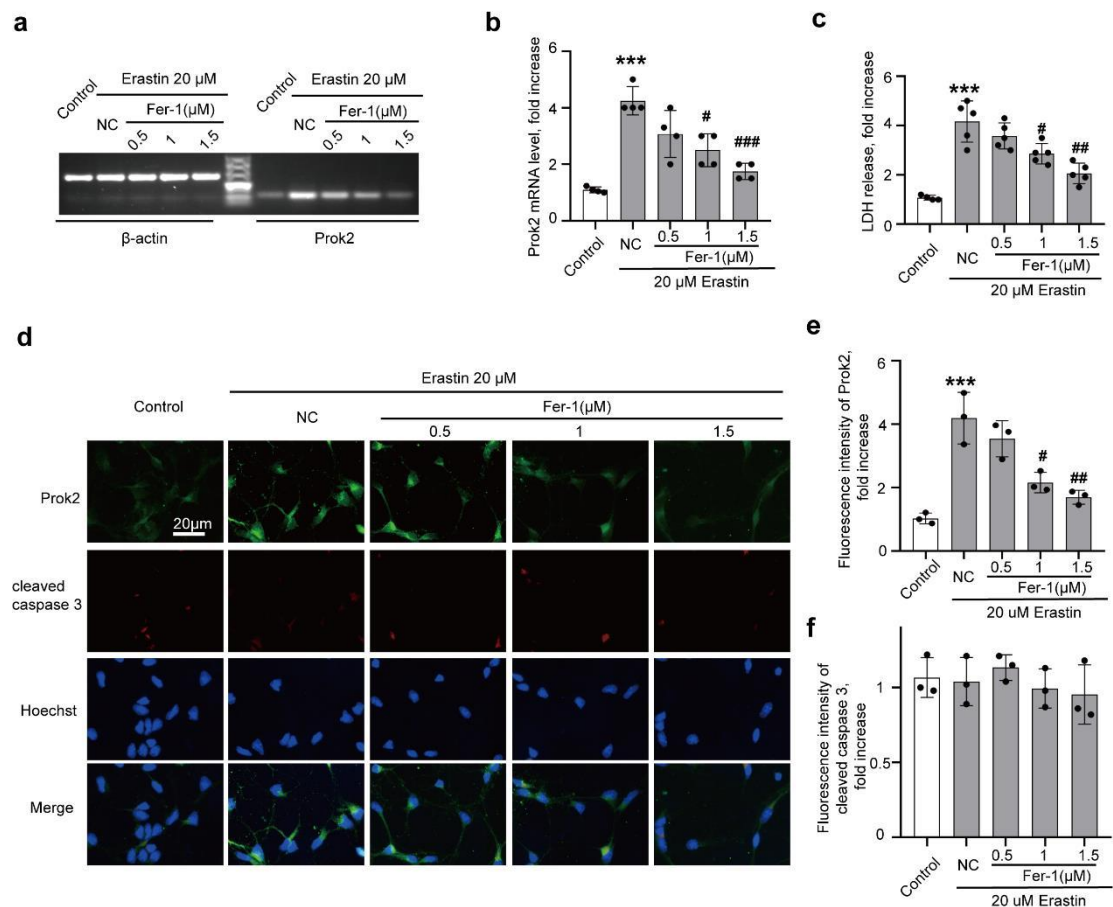 a
Control
Erastin 20 μM
Fer-1(μM)
NC
0.5
1
1.5
Control
Erastin 20 μM
Fer-1(μM)
NC
0.5
1
1.5
β-actin
Prok2
b
Prok2 mRNA level, fold increase
6
4
2
0
***
#
###
Control
NC
0.5
1
1.5
Fer-1(μM)
20 μM Erastin
c
LDH release, fold increase
6
4
2
0
***
#
##
Control
NC
0.5
1
1.5
Fer-1(μM)
20 μM Erastin
d
Control
Erastin 20 μM
NC
Fer-1(μM)
0.5
1
1.5
Prok2
20μm
cleaved
caspase 3
Hoechst
Merge
e
Fluorescence intensity of Prok2,
fold increase
6
4
2
0
***
#
##
Control
NC
0.5
1
1.5
Fer-1(μM)
20 uM Erastin
f
Fluorescence intensity of
cleaved caspase 3,
fold increase
1
0.5
0
Control
NC
0.5
1
1.5
Fer-1(μM)
20 uM Erastin